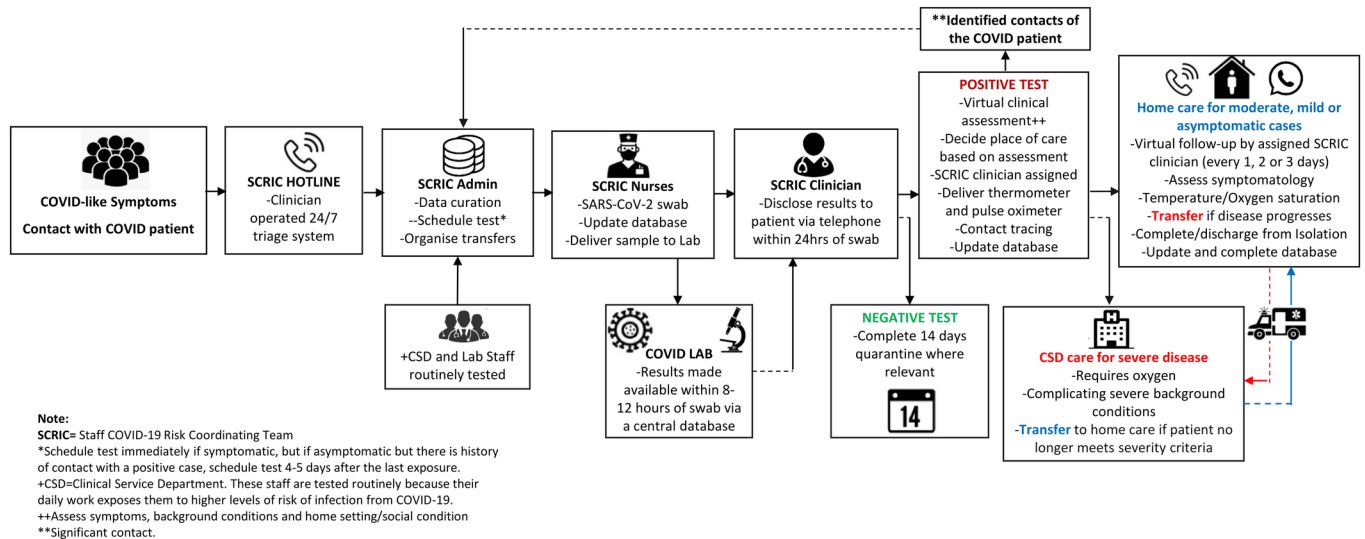 **Identified contacts of
the COVID patient
COVID-like Symptoms
Contact with COVID patient
SCRIC HOTLINE
-Clinician
operated 24/7
triage system
SCRIC Admin
-Data curation
--Schedule test*
-Organise transfers
+CSD and Lab Staff
routinely tested
SCRIC Nurses
-SARS-CoV-2 swab
-Update database
-Deliver sample to Lab
COVID LAB
-Results made
available within 8-
12 hours of swab via
a central database
SCRIC Clinician
-Disclose results to
patient via telephone
within 24hrs of swab
POSITIVE TEST
-Virtual clinical
assessment++
-Decide place of care
based on assessment
-SCRIC clinician assigned
-Deliver thermometer
and pulse oximeter
-Contact tracing
-Update database
NEGATIVE TEST
-Complete 14 days
quarantine where
relevant
14
Home care for moderate, mild or
asymptomatic cases
-Virtual follow-up by assigned SCRIC
clinician (every 1, 2 or 3 days)
-Assess symptomatology
-Temperature/Oxygen saturation
-Transfer if disease progresses
-Complete/discharge from Isolation
-Update and complete database
H
CSD care for severe disease
-Requires oxygen
-Complicating severe background
conditions
-Transfer to home care if patient no
longer meets severity criteria
Note:
SCRIC= Staff COVID-19 Risk Coordinating Team
*Schedule test immediately if symptomatic, but if asymptomatic but there is history
of contact with a positive case, schedule test 4-5 days after the last exposure.
+CSD=Clinical Service Department. These staff are tested routinely because their
daily work exposes them to higher levels of risk of infection from COVID-19.
++Assess symptoms, background conditions and home setting/social condition
**Significant contact.